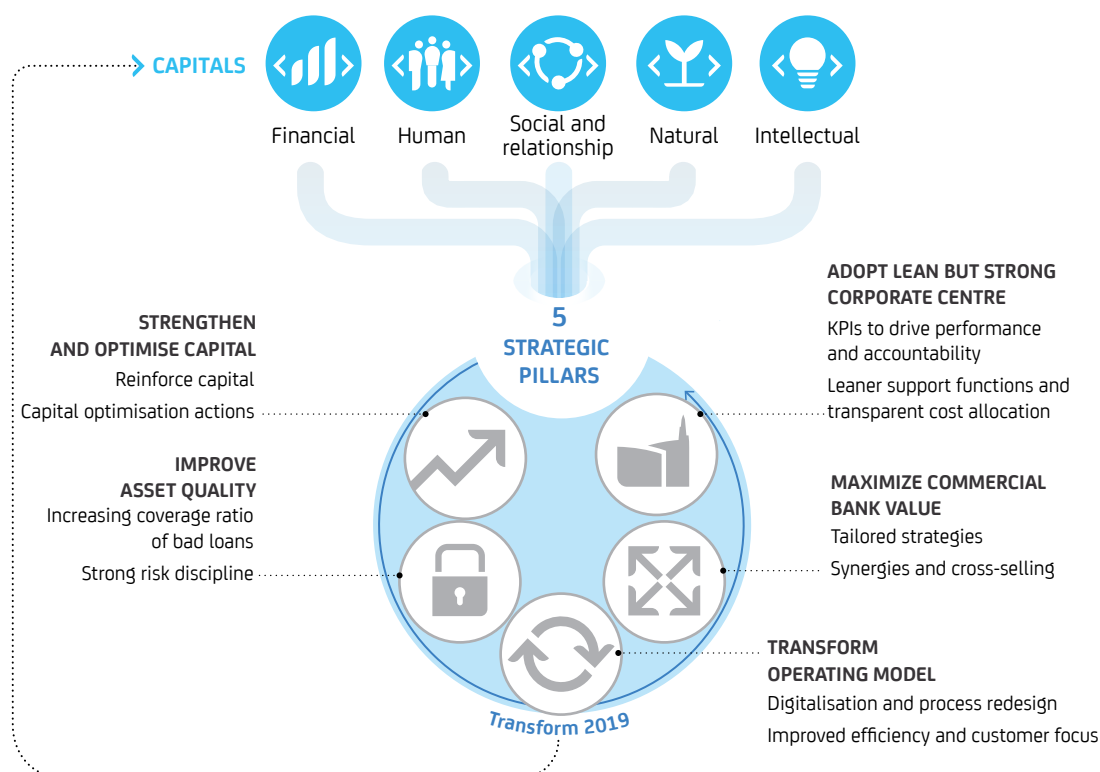 CAPITALS
Financial
Human
Social and
relationship
Natural
Intellectual
5
STRATEGIC
PILLARS
STRENGTHEN
AND OPTIMISE CAPITAL
Reinforce capital
Capital optimisation actions
IMPROVE
ASSET QUALITY
Increasing coverage ratio
of bad loans
Strong risk discipline
ADOPT LEAN BUT STRONG
CORPORATE CENTRE
KPIs to drive performance
and accountability
Leaner support functions and
transparent cost allocation
MAXIMIZE COMMERCIAL
BANK VALUE
Tailored strategies
Synergies and cross-selling
TRANSFORM
OPERATING MODEL
Digitalisation and process redesign
Improved efficiency and customer focus
Transform 2019